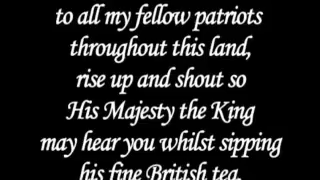 to all my fellow patriots
throughout this land,
rise up and shout so
His Majesty the King
may hear you whilst sipping
his fine British tea.